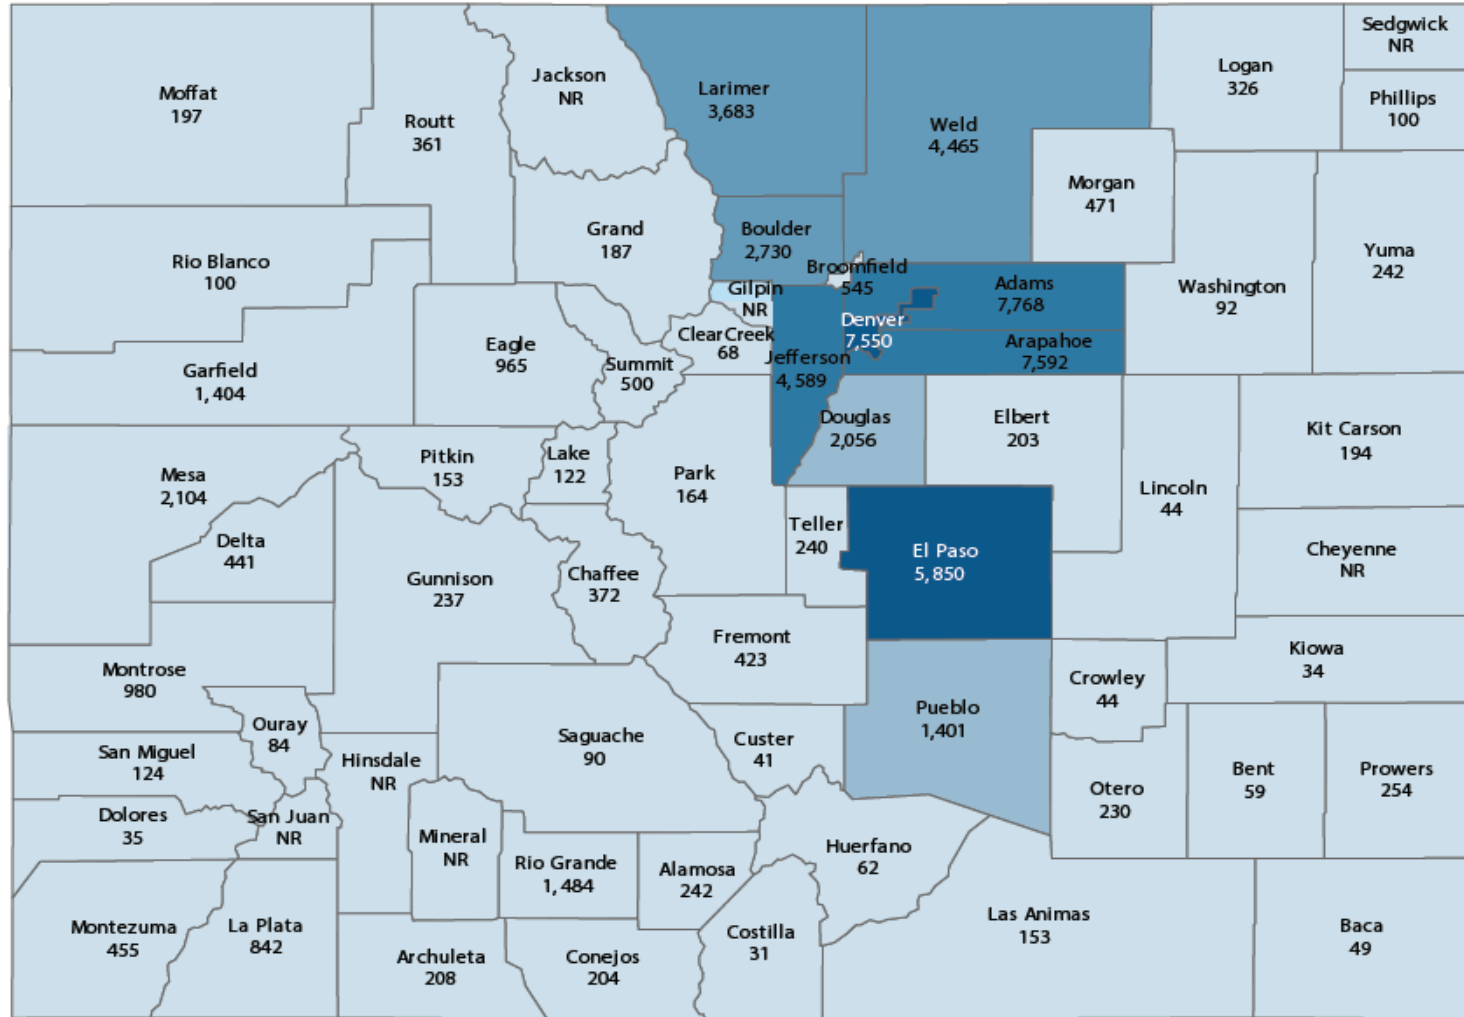 Moffat
197
Routt
361
Jackson
NR
Larimer
3,683
Weld
4,465
Logan
326
Sedgwick
NR
Phillips
100
Morgan
471
Rio Blanco
100
Grand
187
Boulder
2,730
Broomfield
545
Gilpin
NR
Adams
7,768
Washington
92
Yuma
242
Garfield
1,404
Eagle
965
Summit
500
ClearCreek
68
Jefferson
4,589
Denver
7,550
Arapahoe
7,592
Mesa
2,104
Pitkin
153
Lake
122
Park
164
Douglas
2,056
Elbert
203
Lincoln
44
Kit Carson
194
Delta
441
Gunnison
237
Chaffee
372
Teller
240
El Paso
5,850
Cheyenne
NR
Montrose
980
Fremont
423
Kiowa
34
Ouray
84
Saguache
90
Custer
41
Pueblo
1,401
Crowley
44
San Miguel
124
Hinsdale
NR
Otero
230
Bent
59
Prowers
254
Dolores
35
San Juan
NR
Mineral
NR
Rio Grande
1,484
Alamosa
242
Huerfano
62
Montezuma
455
La Plata
842
Archuleta
208
Conejos
204
Costilla
31
Las Animas
153
Baca
49